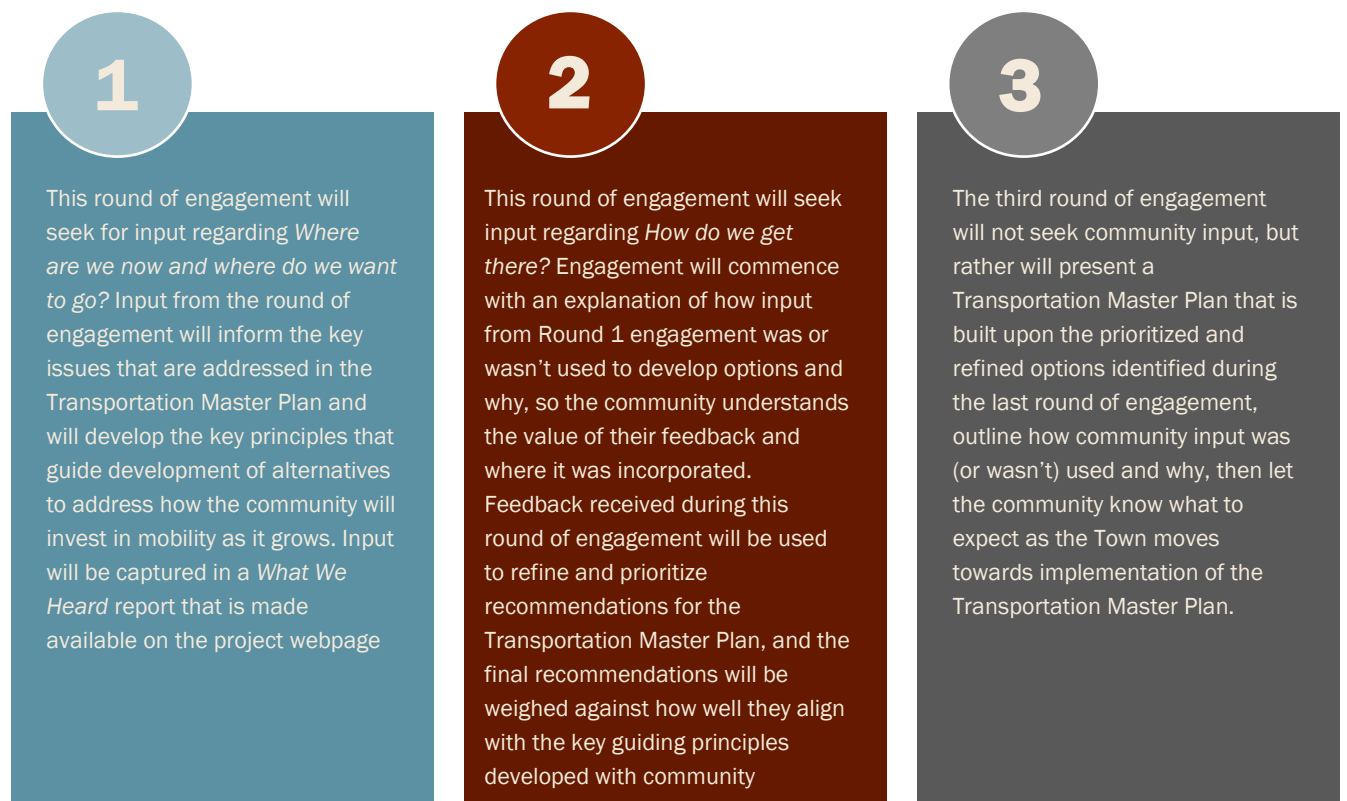 1
This round of engagement will
seek for input regarding Where
are we now and where do we want
to go? Input from the round of
engagement will inform the key
issues that are addressed in the
Transportation Master Plan and
will develop the key principles that
guide development of alternatives
to address how the community will
invest in mobility as it grows. Input
will be captured in a What We
Heard report that is made
available on the project webpage
2
This round of engagement will seek
input regarding How do we get
there? Engagement will commence
with an explanation of how input
from Round 1 engagement was or
wasn’t used to develop options and
why, so the community understands
the value of their feedback and
where it was incorporated.
Feedback received during this
round of engagement will be used
to refine and prioritize
recommendations for the
Transportation Master Plan, and the
final recommendations will be
weighed against how well they align
with the key guiding principles
developed with community
3
The third round of engagement
will not seek community input, but
rather will present a
Transportation Master Plan that is
built upon the prioritized and
refined options identified during
the last round of engagement,
outline how community input was
(or wasn’t) used and why, then let
the community know what to
expect as the Town moves
towards implementation of the
Transportation Master Plan.